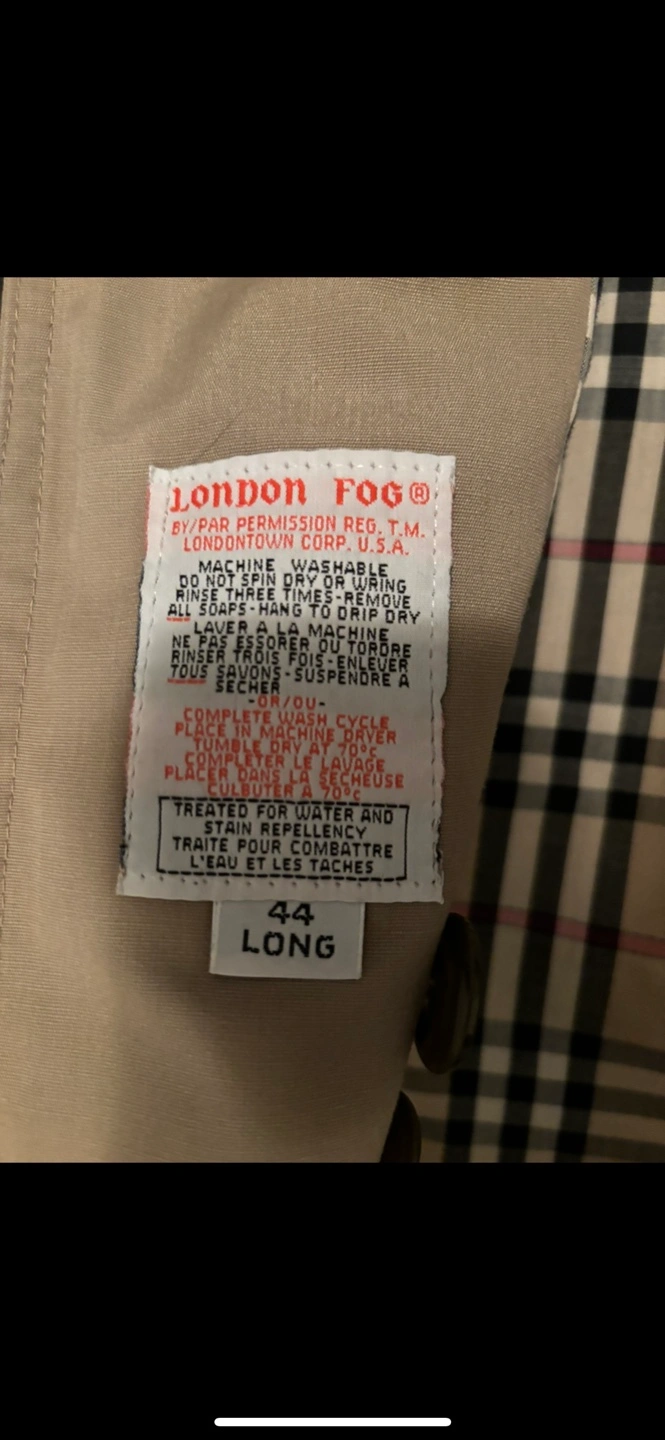 LONDON FOG®
BY/PAR PERMISSION REG. T.M.
LONDONTOWN CORP. U.S.A.
MACHINE WASHABLE
DO NOT SPIN DRY OR WRING
RINSE THREE TIMES-REMOVE
ALL SOAPS-HANG TO DRIP DRY
LAVER A LA MACHINE
NE PAS ESSORER OU TORDRE
RINSER TROIS FOIS-ENLEVER
TOUS SAVONS-SUSPENDRE A
SECHER
-OR/OU-
COMPLETE WASH CYCLE
PLACE IN MACHINE DRYER
TUMBLE DRY AT 70°C
COMPLETER LE LAVAGE
PLACER DANS LA SECHEUSE
CULBUTER A 70°C
TREATED FOR WATER AND
STAIN REPELLENCY
TRAITE POUR COMBATTRE
L'EAU ET LES TACHES
44
LONG